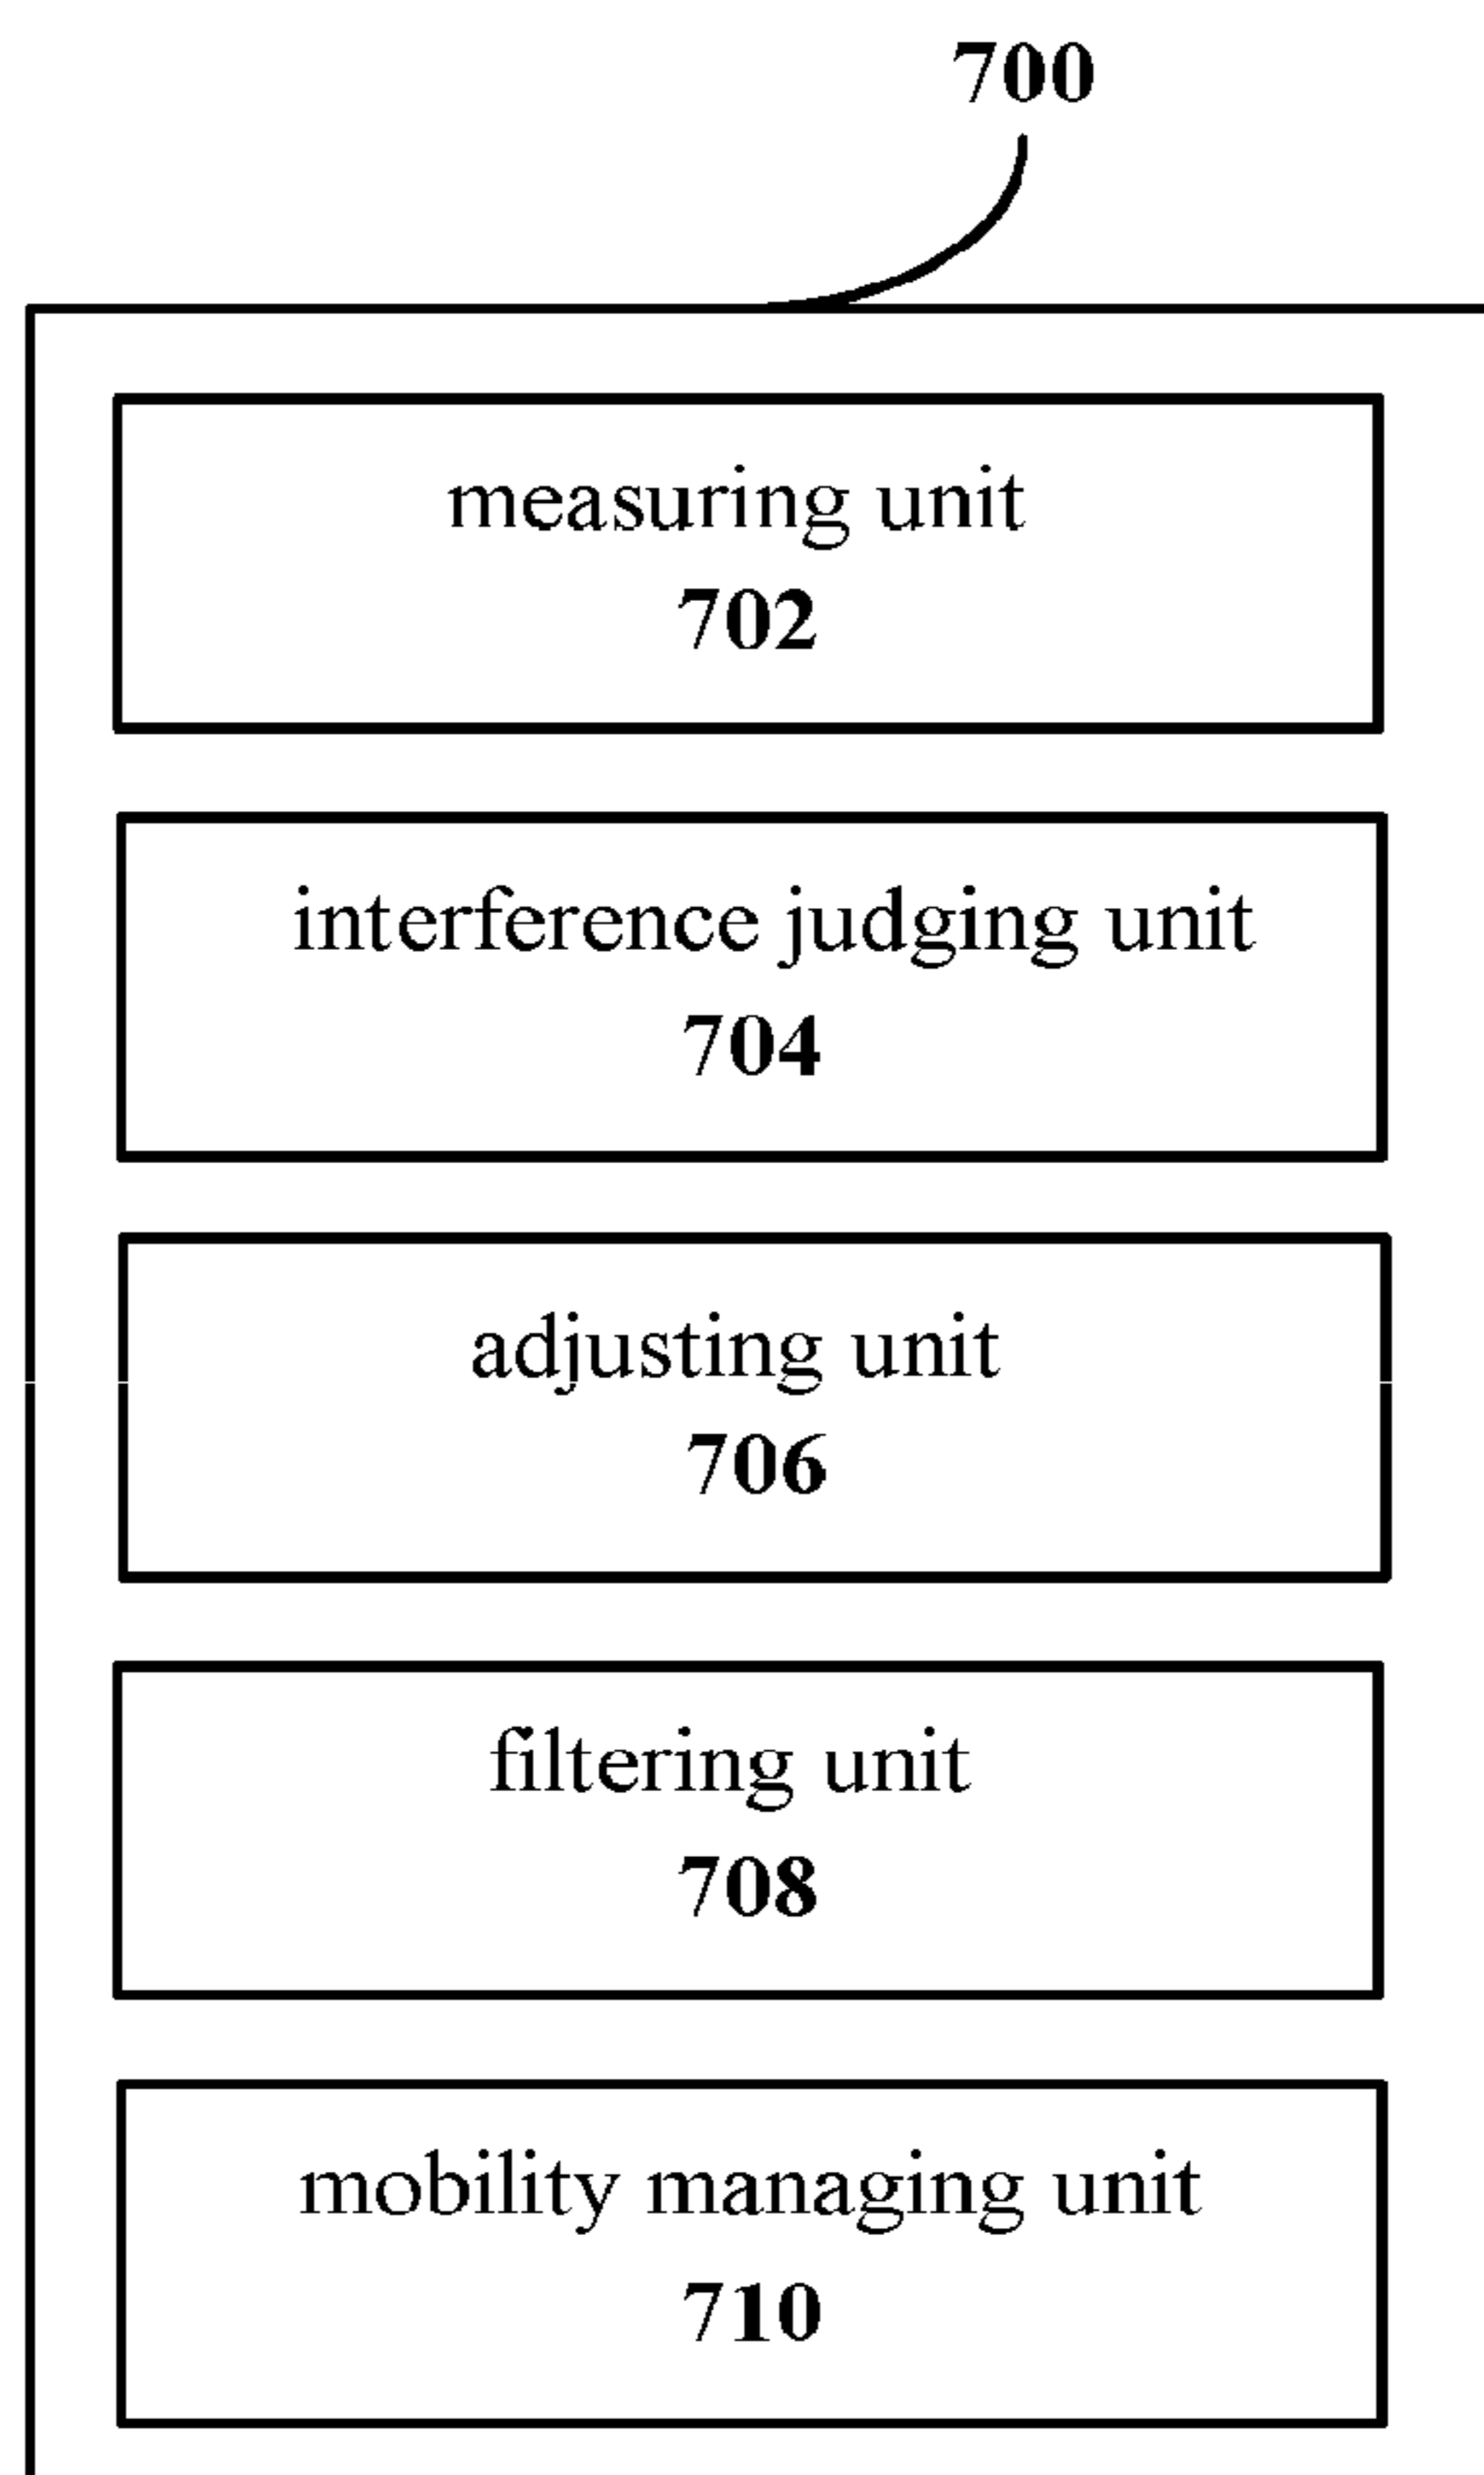 700
measuring unit
702
interference judging unit
704
adjusting unit
706
filtering unit
708
mobility managing unit
710